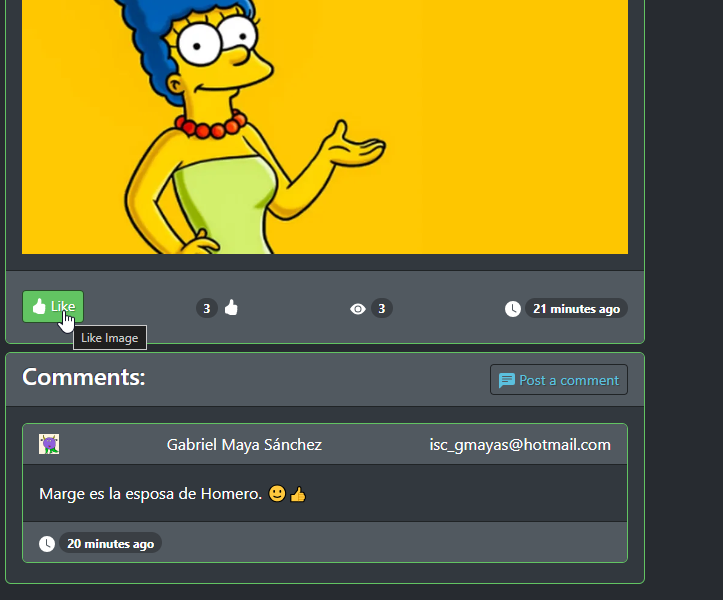 Like
3
3
21 minutes ago
Like Image
Comments:
Post a comment
Gabriel Maya Sánchez
isc_gmayas@hotmail.com
Marge es la esposa de Homero. 🙂👍
20 minutes ago